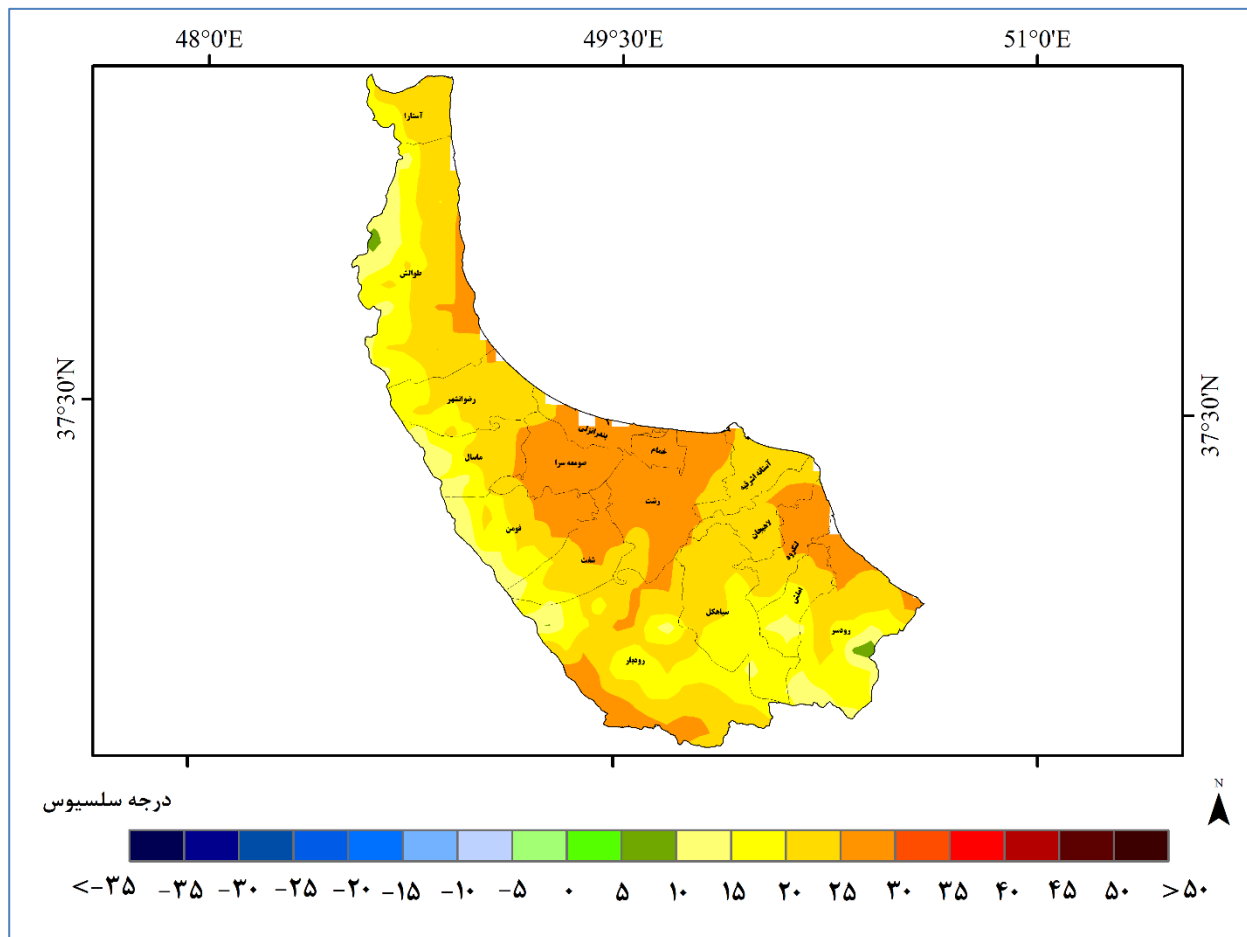 48°0'E 49°30'E 51°0'E
آستارا
طوالش
37°30'N 37°30'N
رضوانشهر
بندرانزلی
خمام
ماسال
صومعه سرا
آستانه اشرفیه
رشت
لاهیجان
فومن
لنگرود
شفت
املش
سیاهکل
رودسر
رودبار
درجه سلسیوس
N
<-۳۵ -۳۵ -۳۰ -۲۵ -۲۰ -۱۵ -۱۰ -۵ ۰ ۵ ۱۰ ۱۵ ۲۰ ۲۵ ۳۰ ۳۵ ۴۰ ۴۵ ۵۰ >۵۰